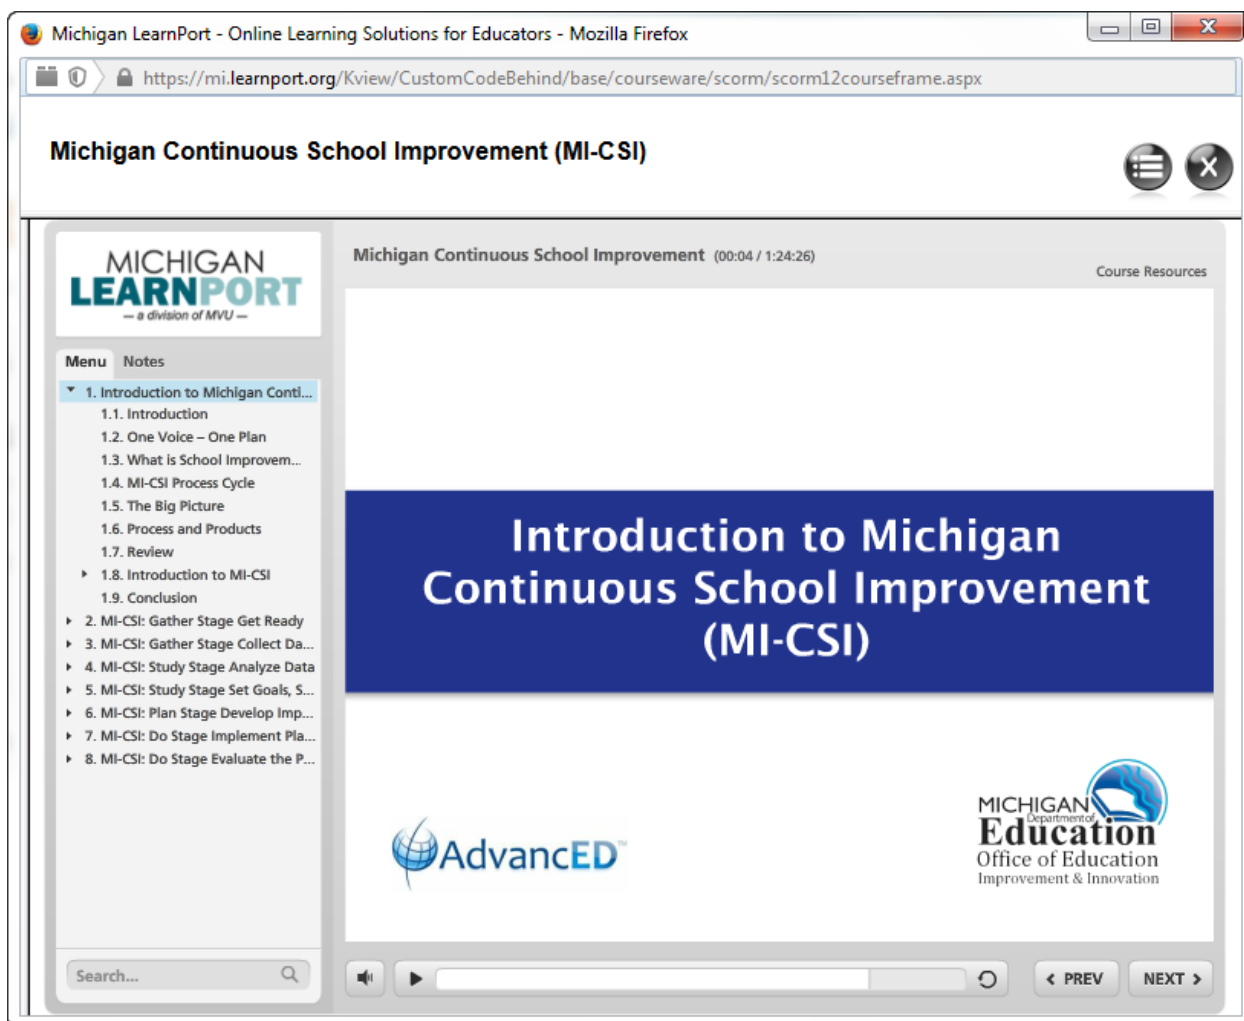 Michigan LearnPort - Online Learning Solutions for Educators - Mozilla Firefox
https://mi.learnport.org/Kview/CustomCodeBehind/base/courseware/scorm/scorm12courseframe.aspx
Michigan Continuous School Improvement (MI-CSI)
MICHIGAN
LEARNPORT
— a division of MVU —
Michigan Continuous School Improvement (00:04 / 1:24:26)
Course Resources
Menu Notes
1. Introduction to Michigan Conti...
1.1. Introduction
1.2. One Voice – One Plan
1.3. What is School Improvem...
1.4. MI-CSI Process Cycle
1.5. The Big Picture
1.6. Process and Products
1.7. Review
1.8. Introduction to MI-CSI
1.9. Conclusion
2. MI-CSI: Gather Stage Get Ready
3. MI-CSI: Gather Stage Collect Da...
4. MI-CSI: Study Stage Analyze Data
5. MI-CSI: Study Stage Set Goals, S...
6. MI-CSI: Plan Stage Develop Imp...
7. MI-CSI: Do Stage Implement Pla...
8. MI-CSI: Do Stage Evaluate the P...
Search...
Introduction to Michigan
Continuous School Improvement
(MI-CSI)
AdvancED™
MICHIGAN
Department of
Education
Office of Education
Improvement & Innovation
PREV
NEXT